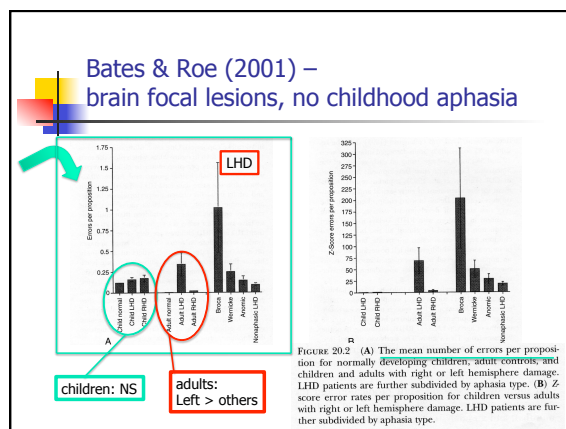 Bates & Roe (2001) –
brain focal lesions, no childhood aphasia
LHD
Errors per proposition
1.75
1.5
1.25
1
0.75
0.5
0.25
0
Child normal
Child LHD
Child RHD
Adult normal
Adult LHD
Adult RHD
Broca
Wernicke
Anomic
Nonaphasic LHD
A
children: NS
adults:
Left > others
Z-Score error per proposition
325
300
275
250
225
200
175
150
125
100
75
50
25
0
Child LHD
Child RHD
Adult LHD
Adult RHD
Broca
Wernicke
Anomic
Nonaphasic LHD
B
FIGURE 20.2 (A) The mean number of errors per proposi-
tion for normally developing children, adult controls, and
children and adults with right or left hemisphere damage.
LHD patients are further subdivided by aphasia type. (B) Z-
score error rates per proposition for children versus adults
with right or left hemisphere damage. LHD patients are fur-
ther subdivided by aphasia type.